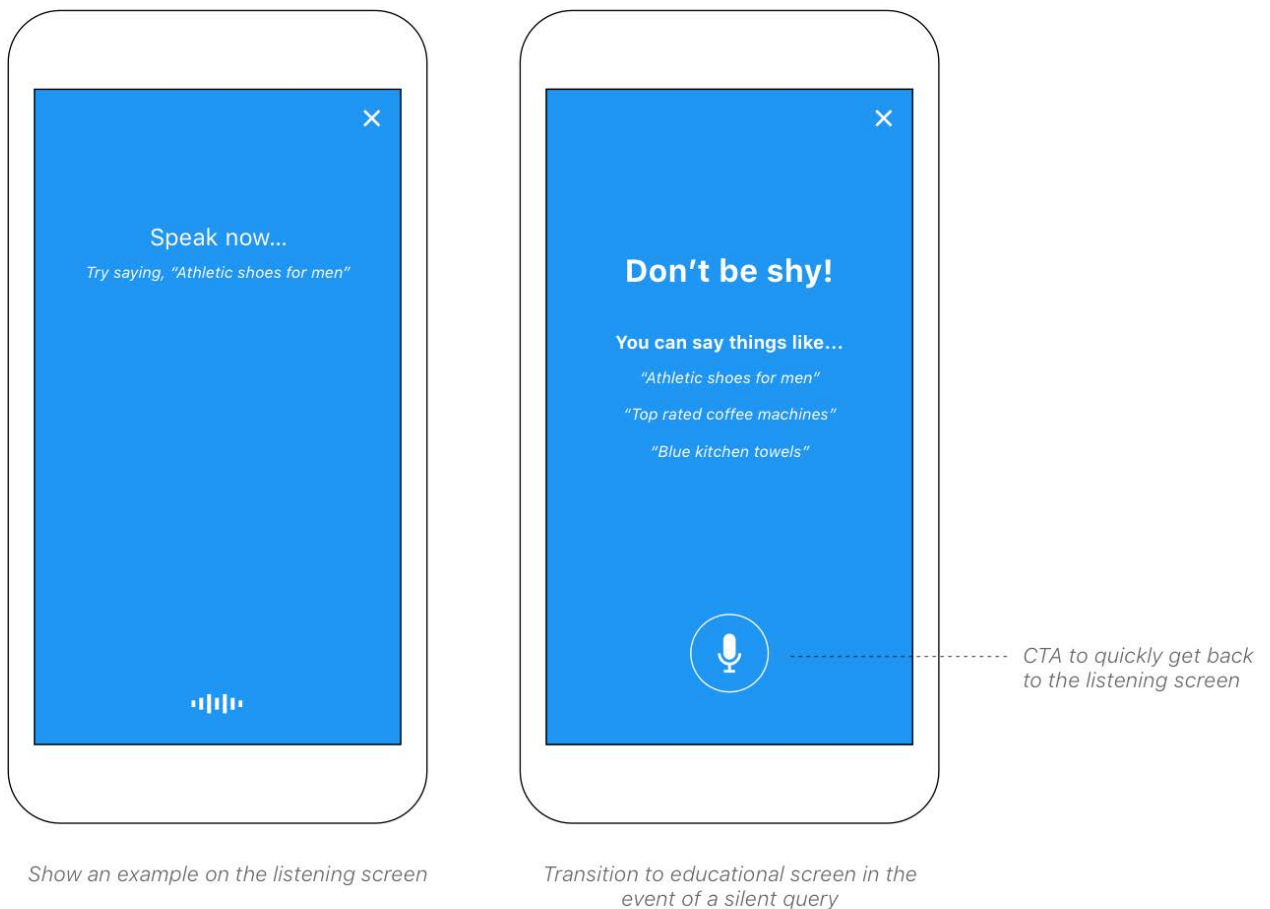 Speak now...
Try saying, “Athletic shoes for men”
Show an example on the listening screen
Don’t be shy!
You can say things like...
“Athletic shoes for men”
“Top rated coffee machines”
“Blue kitchen towels”
CTA to quickly get back
to the listening screen
Transition to educational screen in the
event of a silent query